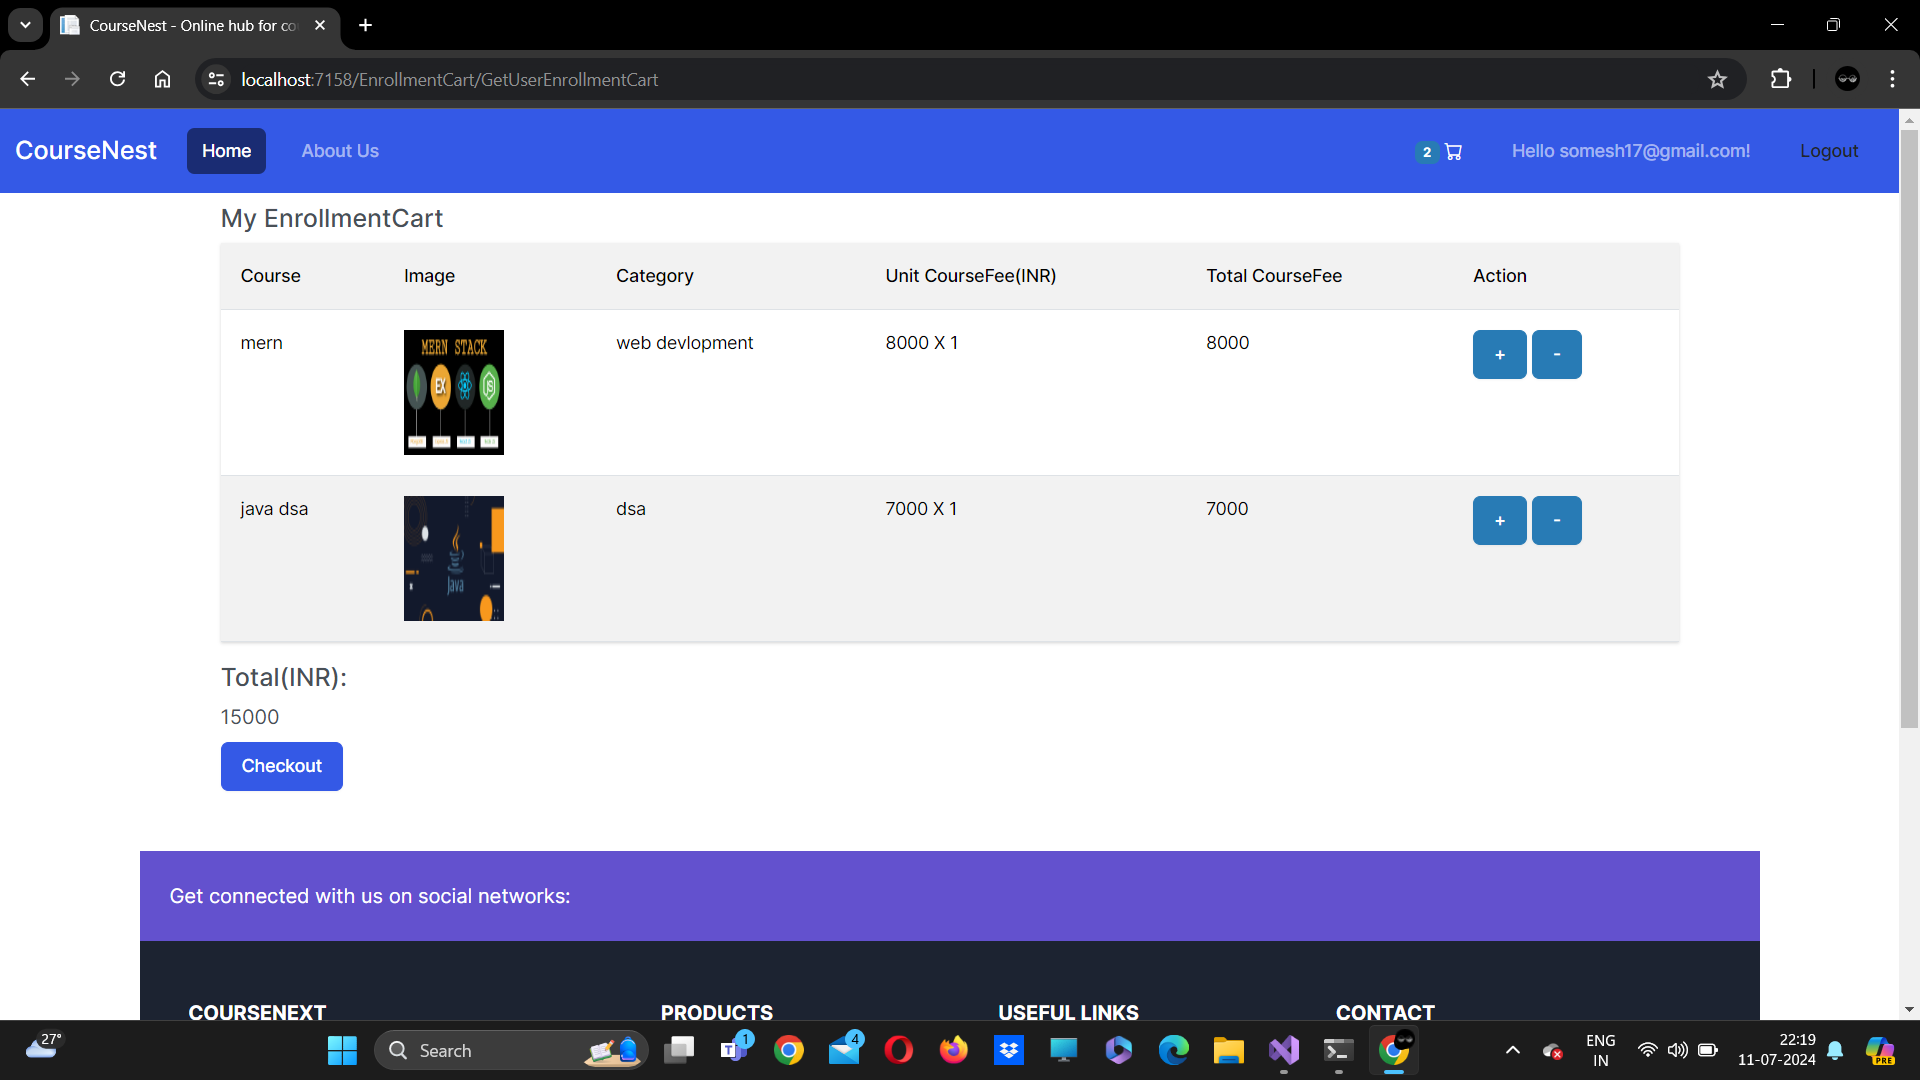 CourseNest - Online hub for co
localhost:7158/EnrollmentCart/GetUserEnrollmentCart
CourseNest Home About Us 2 Hello somesh17@gmail.com! Logout
My EnrollmentCart
Course Image Category Unit CourseFee(INR) Total CourseFee Action
mern web devlopment 8000 X 1 8000 + -
MERN STACK
EX JS
java dsa dsa 7000 X 1 7000 + -
Java
Total(INR):
15000
Checkout
Get connected with us on social networks:
COURSENEXT PRODUCTS USEFUL LINKS CONTACT
27° Search 1 4 ENG 22:19
IN 11-07-2024 PRE